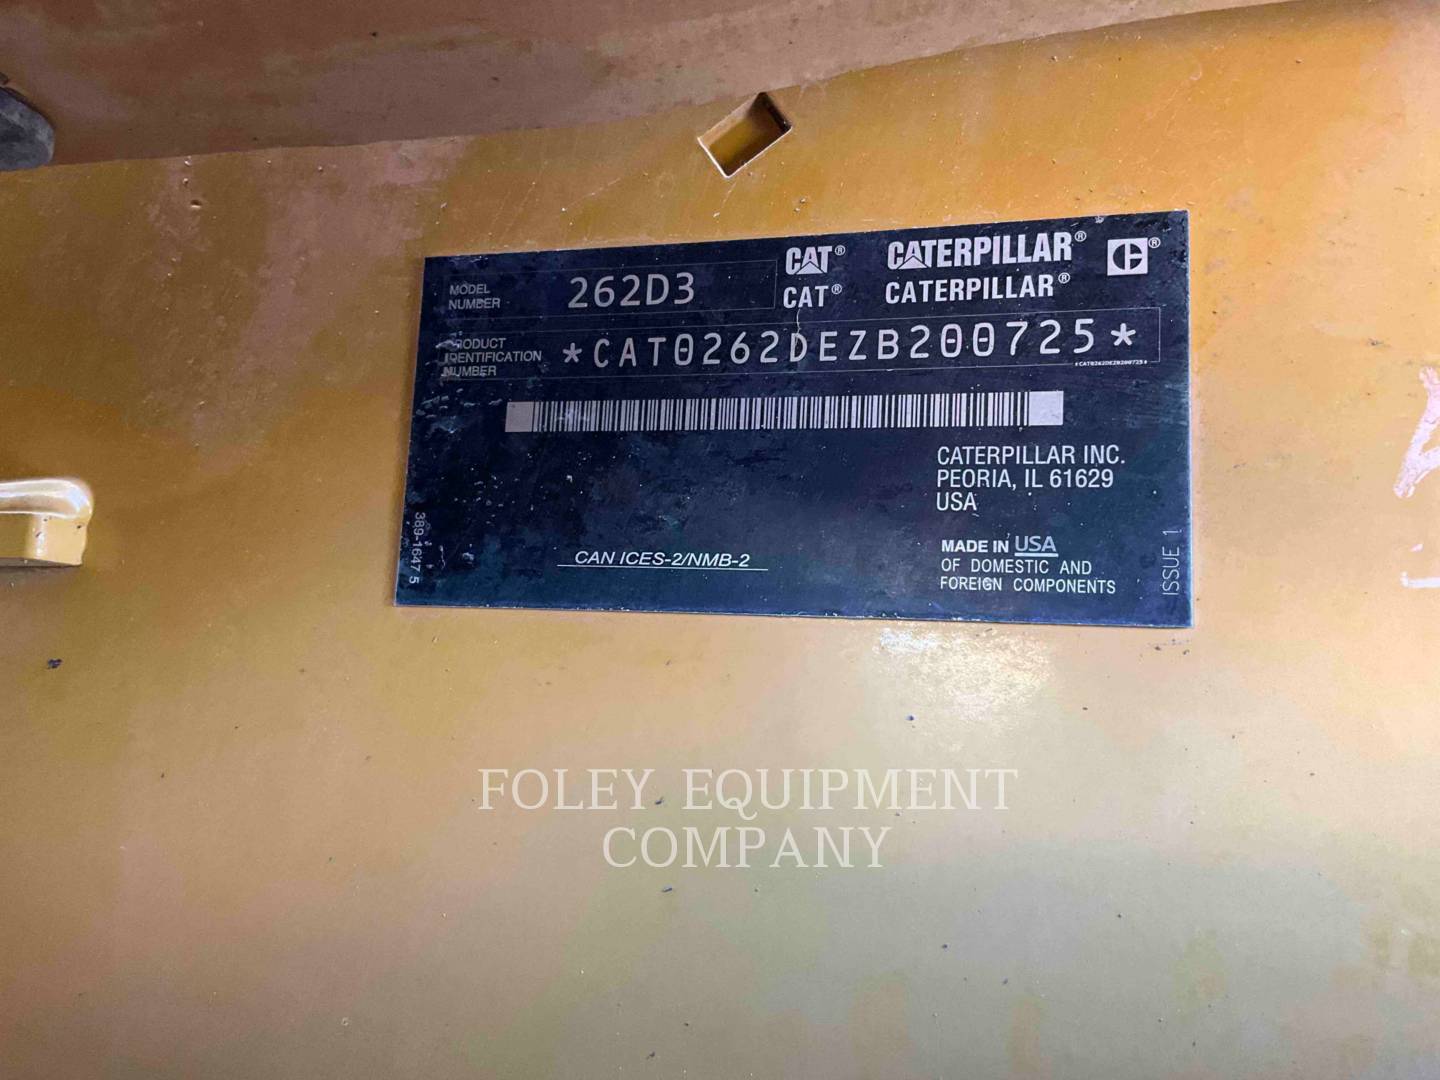 MODEL
NUMBER
262D3
CAT® CATERPILLAR®
CAT® CATERPILLAR®
PRODUCT
IDENTIFICATION
NUMBER
*CAT0262DEZB200725*
*CAT0262DEZB200725*
CATERPILLAR INC.
PEORIA, IL 61629
USA
389-1647 5
CAN ICES-2/NMB-2
MADE IN USA
OF DOMESTIC AND
FOREIGN COMPONENTS
ISSUE 1
FOLEY EQUIPMENT
COMPANY